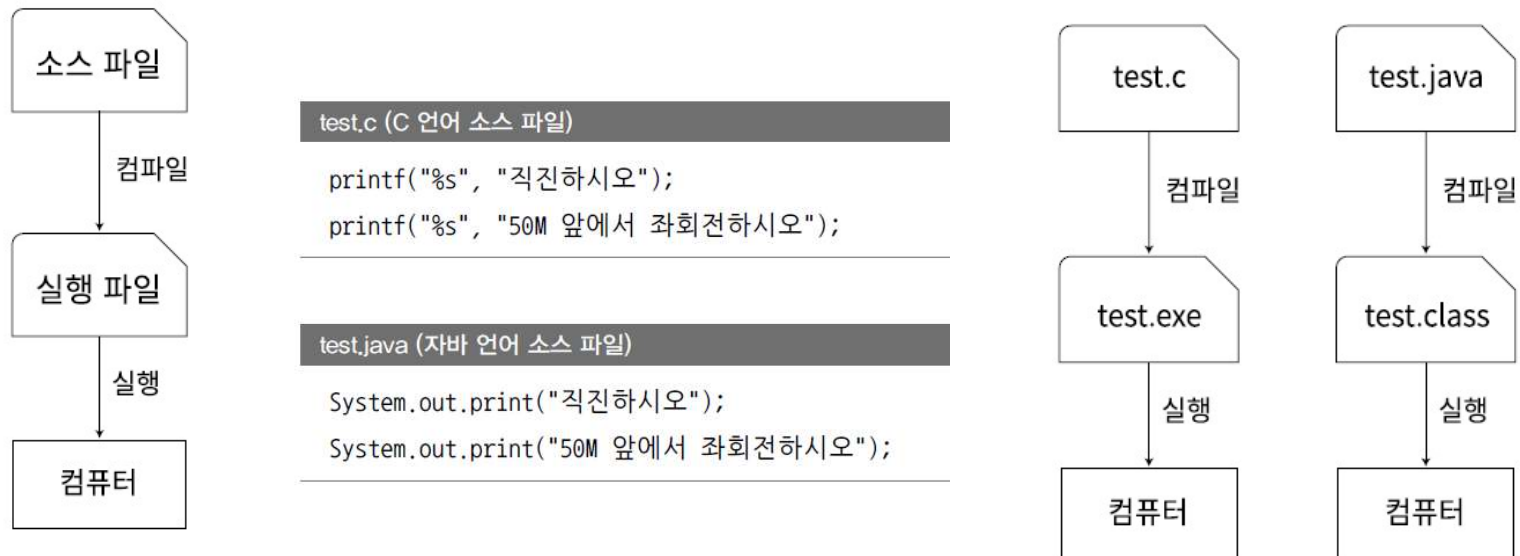 소스 파일
컴파일
실행 파일
실행
컴퓨터
test.c (C 언어 소스 파일)
printf("%s", "직진하시오");
printf("%s", "50M 앞에서 좌회전하시오");
test.java (자바 언어 소스 파일)
System.out.print("직진하시오");
System.out.print("50M 앞에서 좌회전하시오");
test.c
컴파일
test.exe
실행
컴퓨터
test.java
컴파일
test.class
실행
컴퓨터